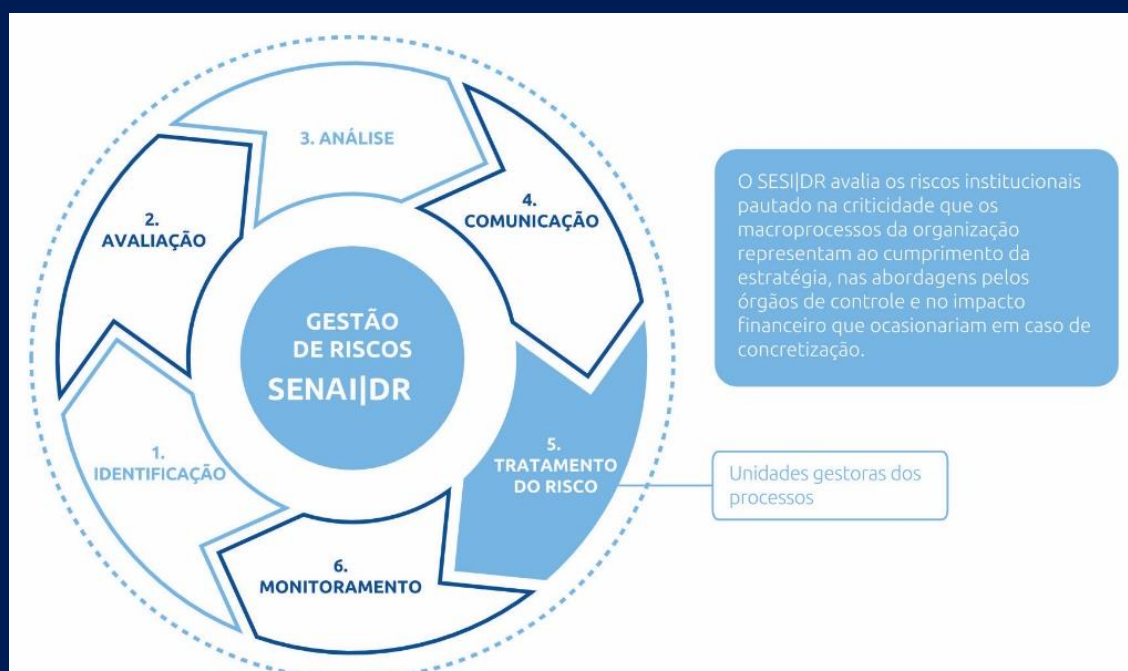 3. ANÁLISE
2.
AVALIAÇÃO
4.
COMUNICAÇÃO
GESTÃO
DE RISCOS
SENAI|DR
1.
IDENTIFICAÇÃO
5.
TRATAMENTO
DO RISCO
6.
MONITORAMENTO
O SESI|DR avalia os riscos institucionais
pautado na criticidade que os
macroprocessos da organização
representam ao cumprimento da
estratégia, nas abordagens pelos
órgãos de controle e no impacto
financeiro que ocasionariam em caso de
concretização.
Unidades gestoras dos
processos